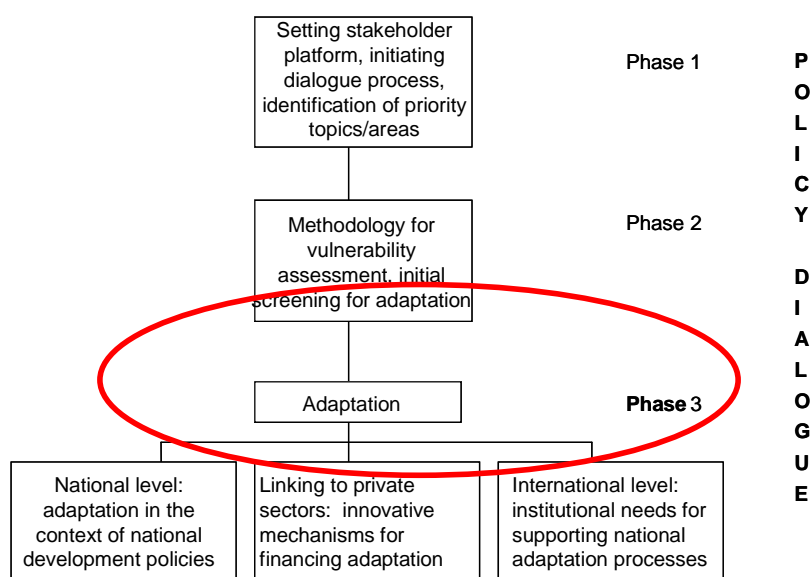 Setting stakeholder
platform, initiating
dialogue process,
identification of priority
topics/areas
Phase 1
Methodology for
vulnerability
assessment, initial
screening for adaptation
Phase 2
Adaptation
Phase 3
National level:
adaptation in the
context of national
development policies
Linking to private
sectors: innovative
mechanisms for
financing adaptation
International level:
institutional needs for
supporting national
adaptation processes
P
O
L
I
C
Y
D
I
A
L
O
G
U
E